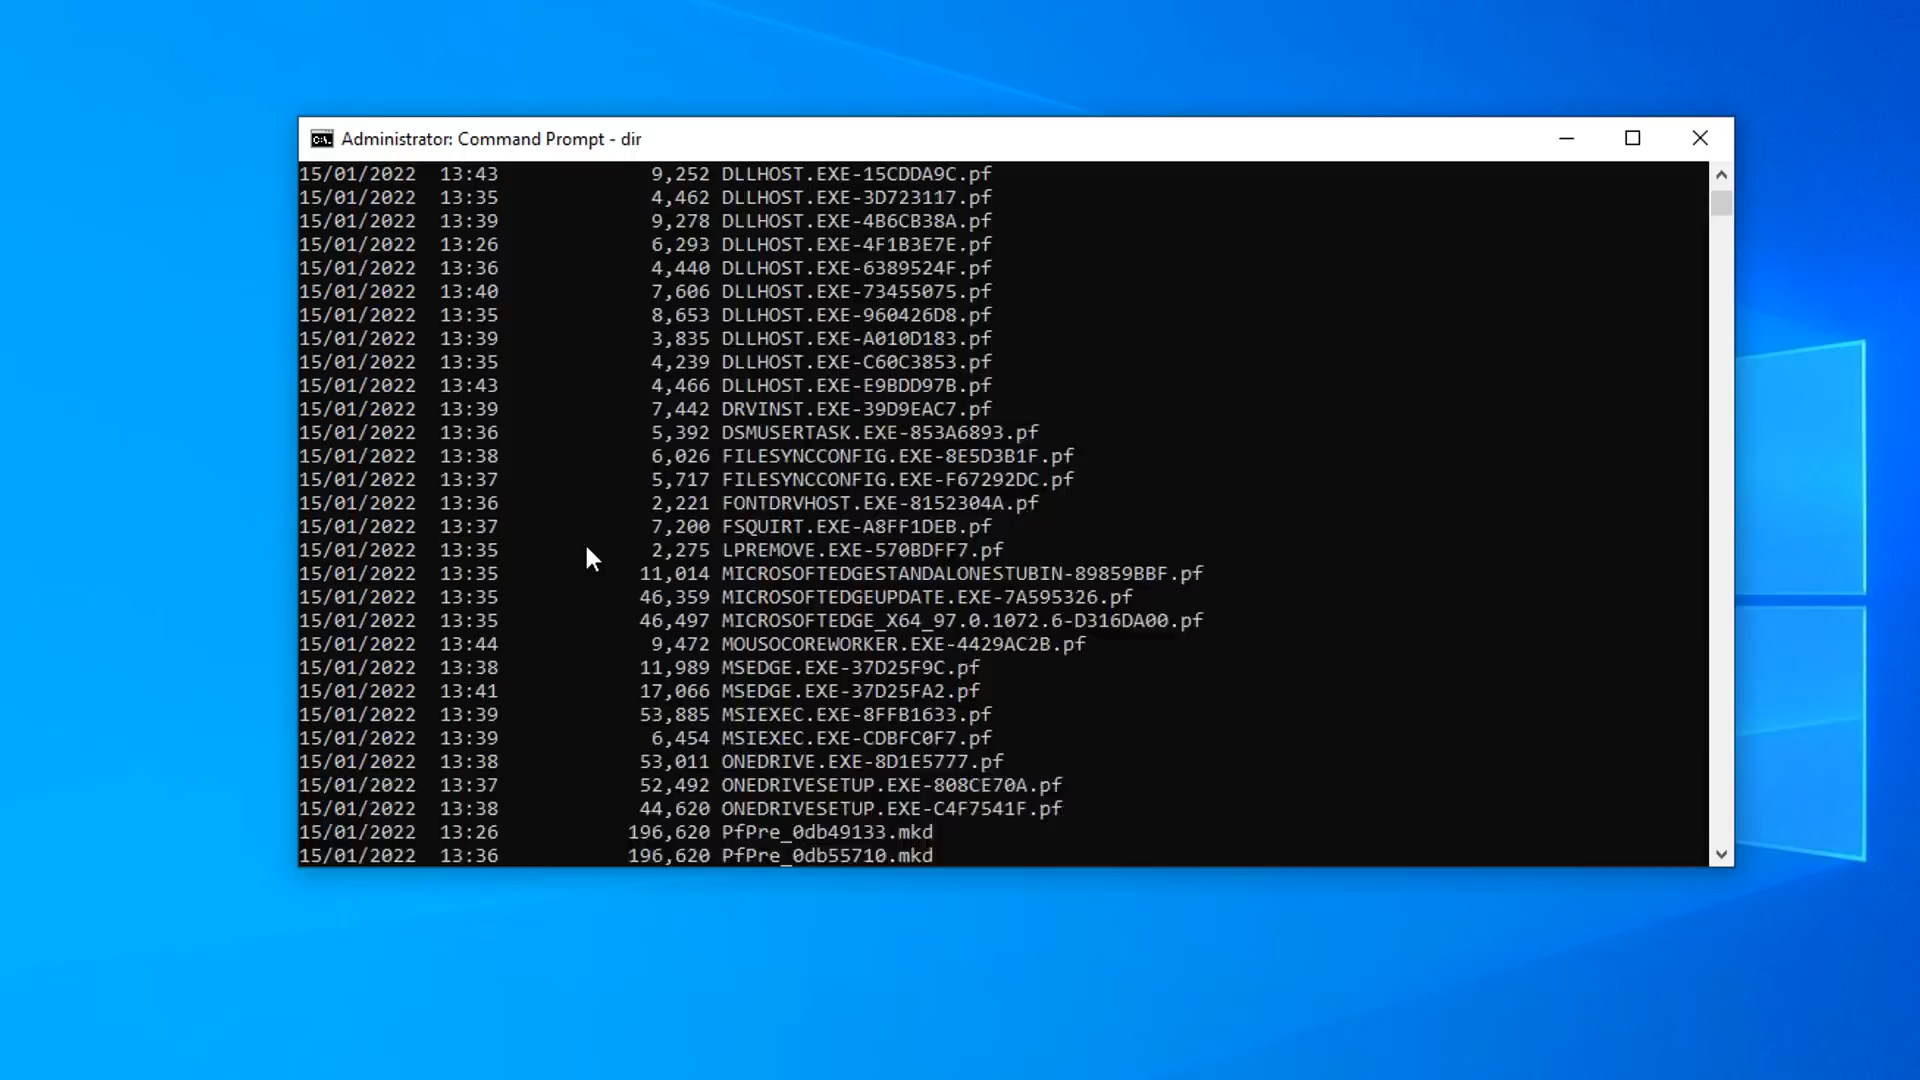 Administrator: Command Prompt - dir
15/01/2022  13:43             9,252 DLLHOST.EXE-15CDDA9C.pf
15/01/2022  13:35             4,462 DLLHOST.EXE-3D723117.pf
15/01/2022  13:39             9,278 DLLHOST.EXE-4B6CB38A.pf
15/01/2022  13:26             6,293 DLLHOST.EXE-4F1B3E7E.pf
15/01/2022  13:36             4,440 DLLHOST.EXE-6389524F.pf
15/01/2022  13:40             7,606 DLLHOST.EXE-73455075.pf
15/01/2022  13:35             8,653 DLLHOST.EXE-960426D8.pf
15/01/2022  13:39             3,835 DLLHOST.EXE-A010D183.pf
15/01/2022  13:35             4,239 DLLHOST.EXE-C60C3853.pf
15/01/2022  13:43             4,466 DLLHOST.EXE-E9BDD97B.pf
15/01/2022  13:39             7,442 DRVINST.EXE-39D9EAC7.pf
15/01/2022  13:36             5,392 DSMUSERTASK.EXE-853A6893.pf
15/01/2022  13:38             6,026 FILESYNCCONFIG.EXE-8E5D3B1F.pf
15/01/2022  13:37             5,717 FILESYNCCONFIG.EXE-F67292DC.pf
15/01/2022  13:36             2,221 FONTDRVHOST.EXE-8152304A.pf
15/01/2022  13:37             7,200 FSQUIRT.EXE-A8FF1DEB.pf
15/01/2022  13:35             2,275 LPREMOVE.EXE-570BDFF7.pf
15/01/2022  13:35            11,014 MICROSOFTEDGESTANDALONESTUBIN-89859BBF.pf
15/01/2022  13:35            46,359 MICROSOFTEDGEUPDATE.EXE-7A595326.pf
15/01/2022  13:35            46,497 MICROSOFTEDGE_X64_97.0.1072.6-D316DA00.pf
15/01/2022  13:44             9,472 MOUSOCOREWORKER.EXE-4429AC2B.pf
15/01/2022  13:38            11,989 MSEDGE.EXE-37D25F9C.pf
15/01/2022  13:41            17,066 MSEDGE.EXE-37D25FA2.pf
15/01/2022  13:39            53,885 MSIEXEC.EXE-8FFB1633.pf
15/01/2022  13:39             6,454 MSIEXEC.EXE-CDBFC0F7.pf
15/01/2022  13:38            53,011 ONEDRIVE.EXE-8D1E5777.pf
15/01/2022  13:37            52,492 ONEDRIVESETUP.EXE-808CE70A.pf
15/01/2022  13:38            44,620 ONEDRIVESETUP.EXE-C4F7541F.pf
15/01/2022  13:26           196,620 PfPre_0db49133.mkd
15/01/2022  13:36           196,620 PfPre_0db55710.mkd